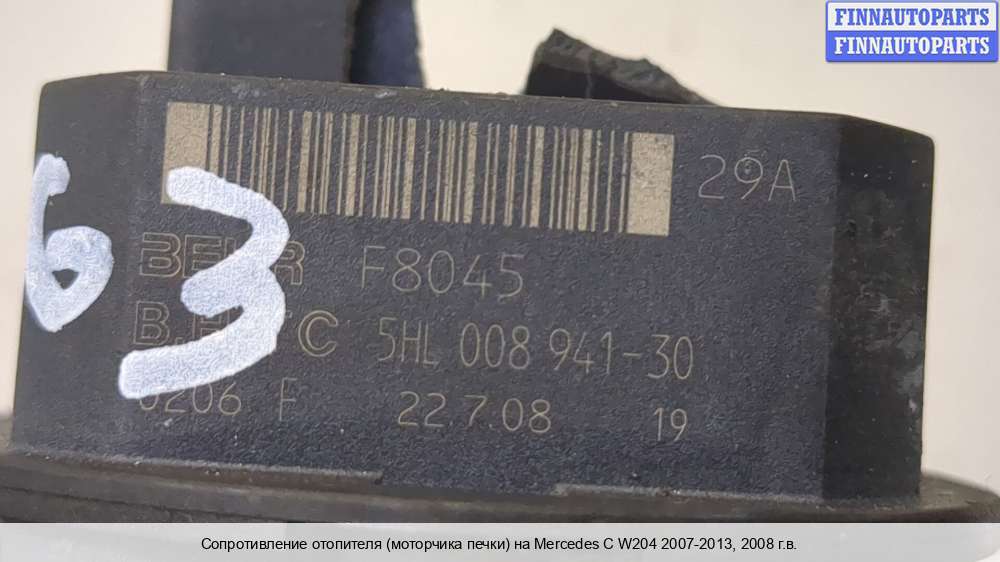 FINNAUTOPARTS
FINNAUTOPARTS
29A
63
F8045
5HL 008 941-30
0206 F 22.7.08 19
Сопротивление отопителя (моторчика печки) на Mercedes C W204 2007-2013, 2008 г.в.